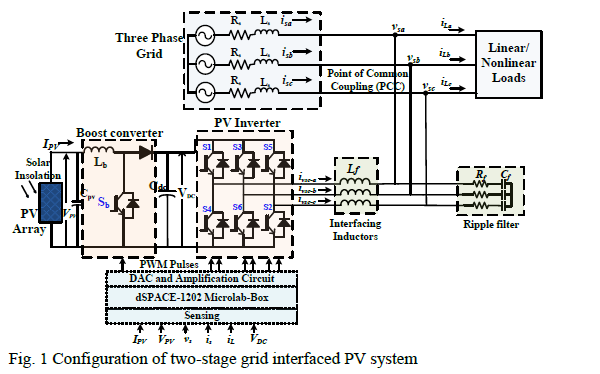 Three Phase
Grid
Rs Ls isa
Rs Ls isb
Rs Ls isc
vsa
vsb
vsc
iLa
iLb
iLc
Linear/
Nonlinear
Loads
Point of Common
Coupling (PCC)
PV Inverter
Boost converter
IPV
Solar
Insolation
PV
Array
VPV
Cpv
Lb
Sb
Cdc
VDC
S1 S3 S5
S4 S6 S2
ivsc-a
ivsc-b
ivsc-c
Lf
Interfacing
Inductors
Rf Cf
Ripple filter
PWM Pulses
DAC and Amplification Circuit
dSPACE-1202 Microlab-Box
Sensing
IPV VPV vs is iL VDC
Fig. 1 Configuration of two-stage grid interfaced PV system